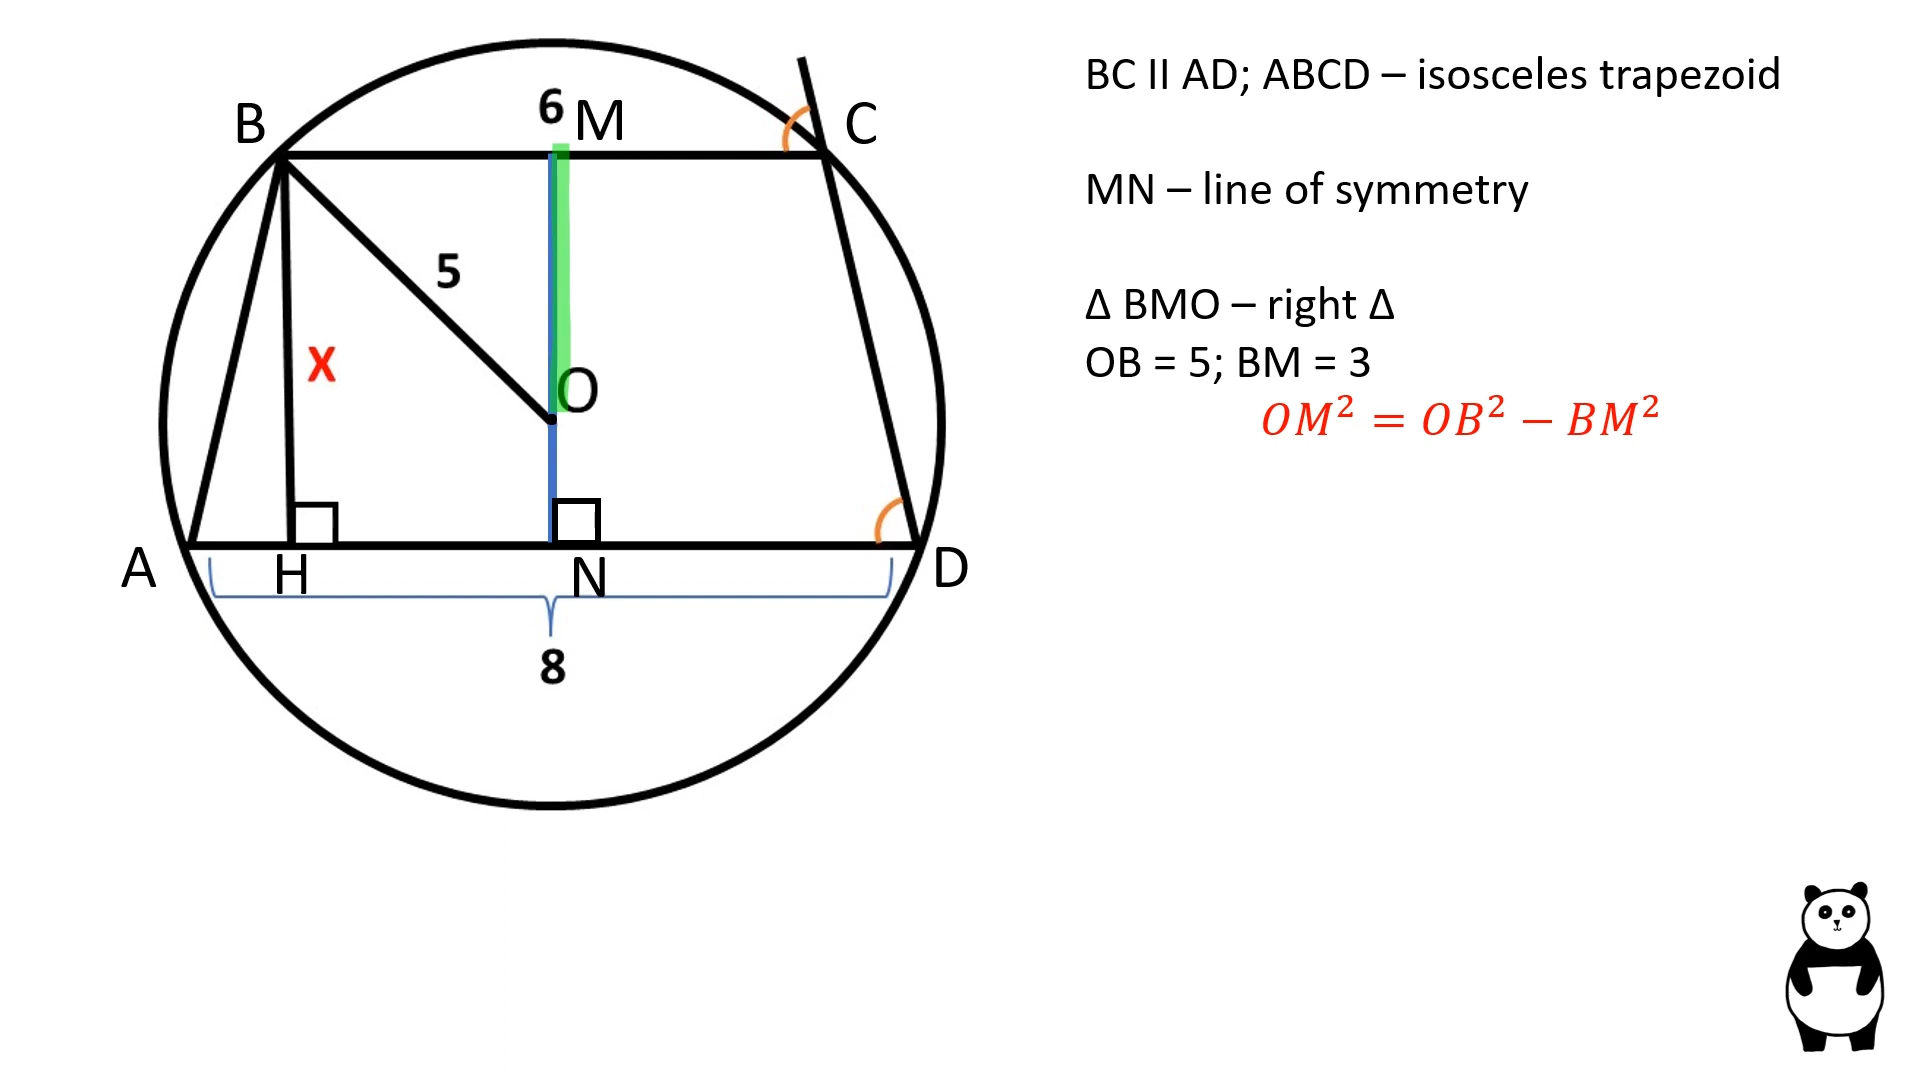 BC II AD; ABCD – isosceles trapezoid
MN – line of symmetry
Δ BMO – right Δ
OB = 5; BM = 3
OM² = OB² − BM²
6 M
B
C
5
X
O
A
H
N
D
8